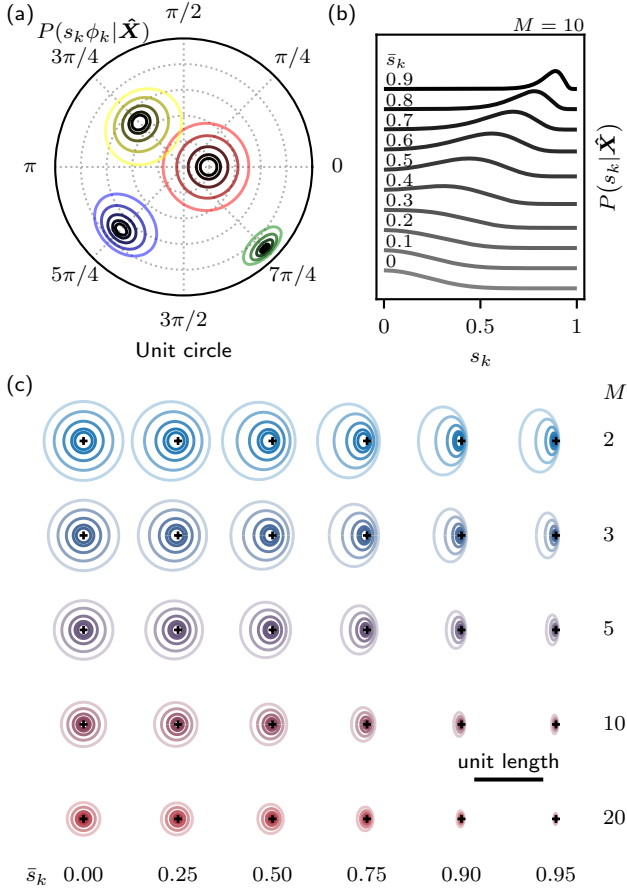 (a)
P(s_kϕ_k|X̂)
π/2
3π/4
π/4
π
0
5π/4
7π/4
3π/2
Unit circle
(b)
M = 10
s̄_k
0.9
0.8
0.7
0.6
0.5
0.4
0.3
0.2
0.1
0
P(s_k|X̂)
0 0.5 1
s_k
(c)
M
2
3
5
10
unit length
20
s̄_k 0.00 0.25 0.50 0.75 0.90 0.95